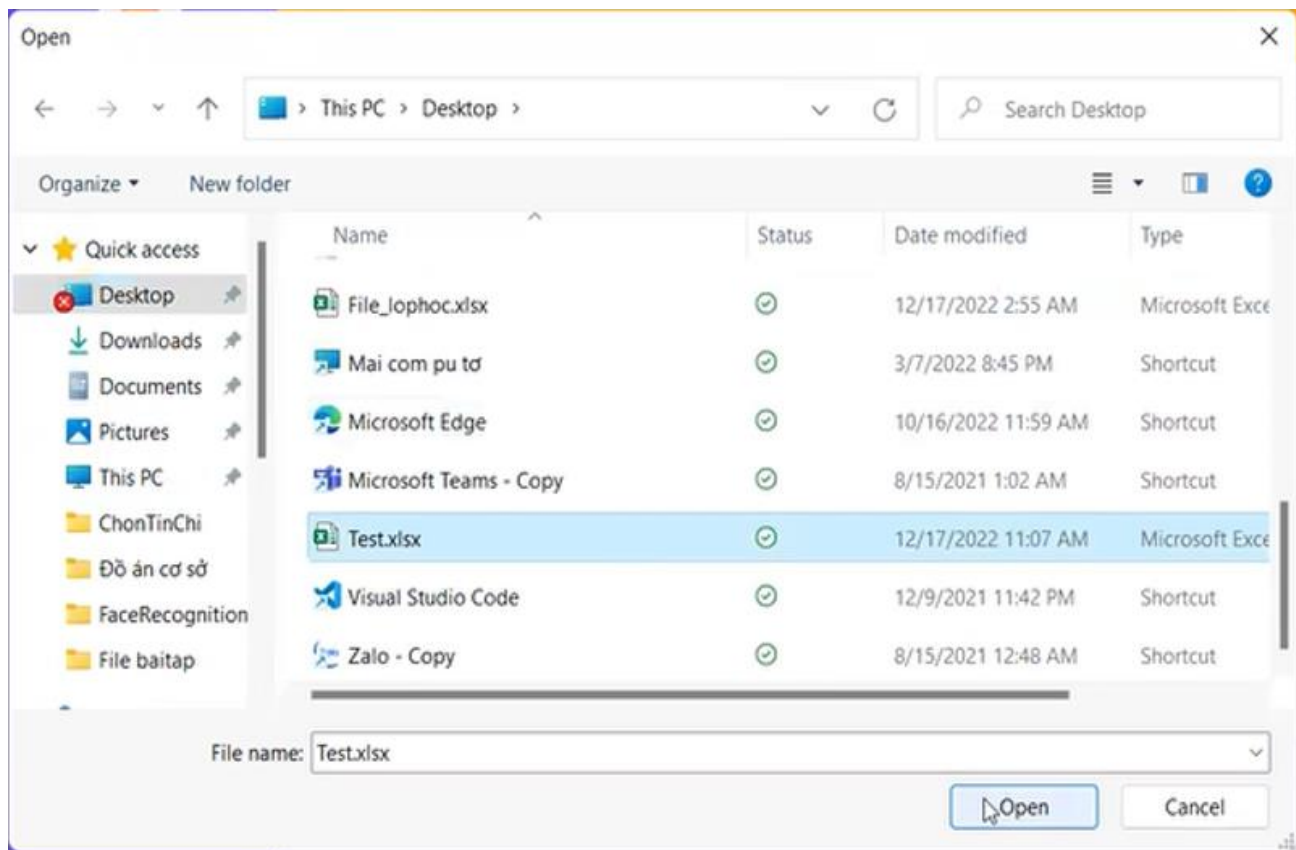 Open
This PC > Desktop >
Search Desktop
Organize
New folder
Name Status Date modified Type
Quick access
Desktop
Downloads
Documents
Pictures
This PC
ChonTinChi
Đồ án cơ sở
FaceRecognition
File baitap
File_lophoc.xlsx 12/17/2022 2:55 AM Microsoft Exce
Mai com pu tơ 3/7/2022 8:45 PM Shortcut
Microsoft Edge 10/16/2022 11:59 AM Shortcut
Microsoft Teams - Copy 8/15/2021 1:02 AM Shortcut
Test.xlsx 12/17/2022 11:07 AM Microsoft Exce
Visual Studio Code 12/9/2021 11:42 PM Shortcut
Zalo - Copy 8/15/2021 12:48 AM Shortcut
File name: Test.xlsx
Open Cancel